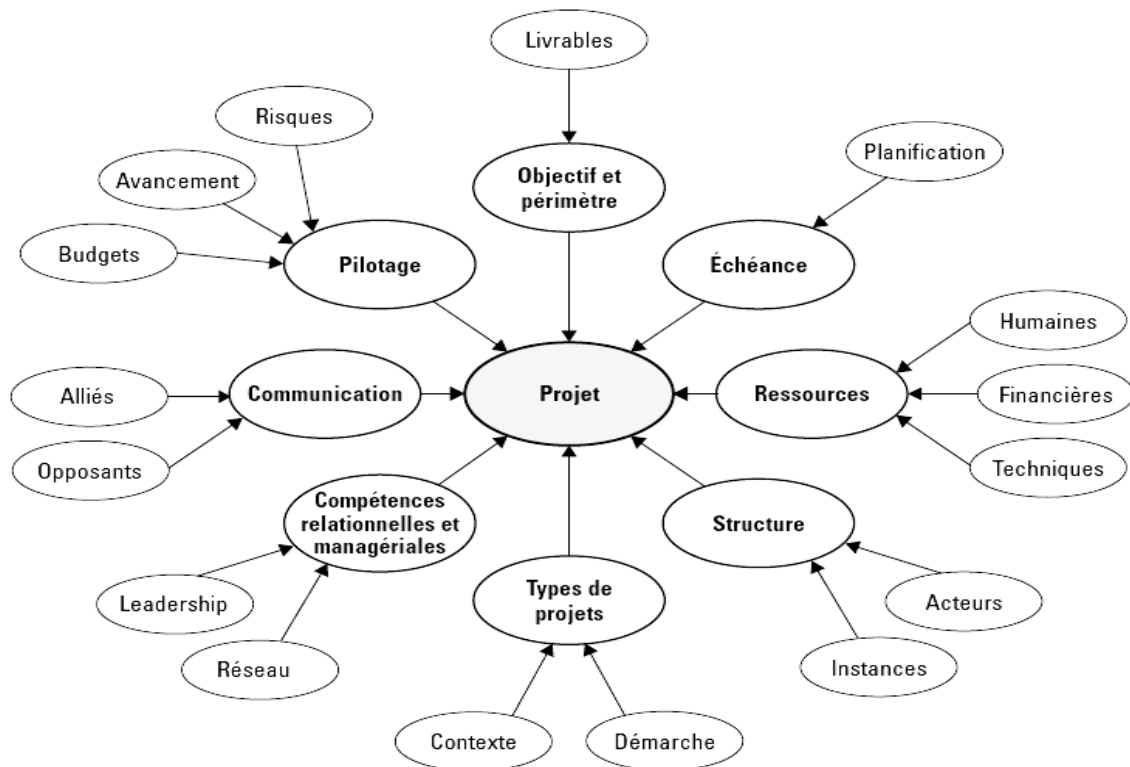 Livrables
Risques
Planification
Avancement
Objectif et
périmètre
Budgets
Pilotage
Échéance
Humaines
Alliés
Communication
Projet
Ressources
Financières
Opposants
Techniques
Compétences
relationnelles et
managériales
Structure
Leadership
Types de
projets
Acteurs
Réseau
Instances
Contexte
Démarche